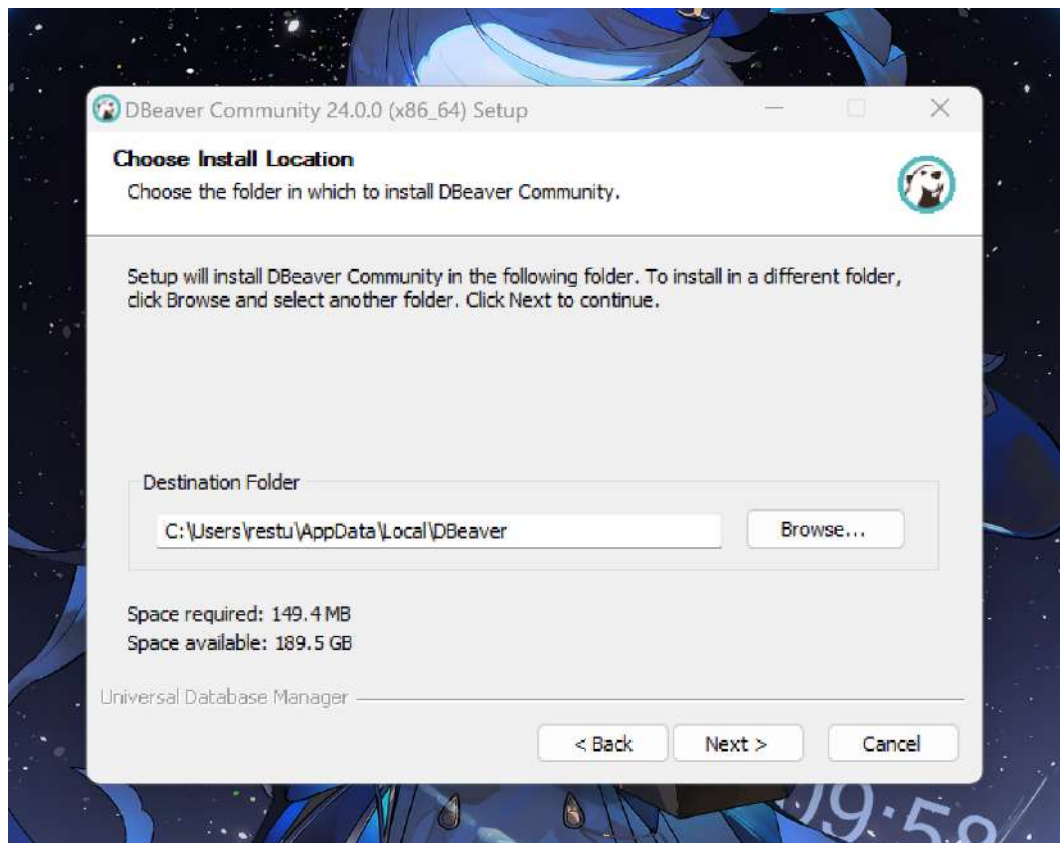 DBeaver Community 24.0.0 (x86_64) Setup
Choose Install Location
Choose the folder in which to install DBeaver Community.
Setup will install DBeaver Community in the following folder. To install in a different folder,
click Browse and select another folder. Click Next to continue.
Destination Folder
C:\Users\restu\AppData\Local\DBeaver
Browse...
Space required: 149.4 MB
Space available: 189.5 GB
Universal Database Manager
< Back
Next >
Cancel
09:58